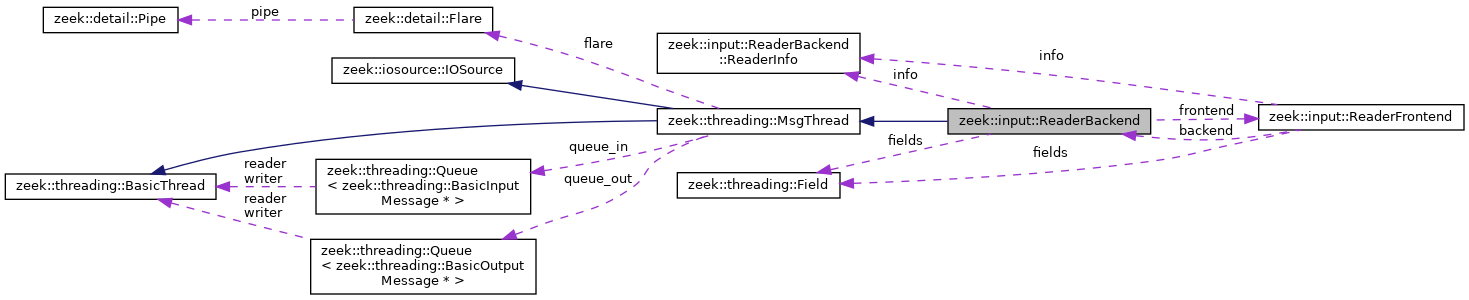 zeek::detail::Pipe
pipe
zeek::detail::Flare
flare
zeek::input::ReaderBackend
::ReaderInfo
info
info
zeek::iosource::IOSource
zeek::threading::MsgThread
zeek::input::ReaderBackend
frontend
backend
zeek::input::ReaderFrontend
fields
fields
queue_in
queue_out
reader
writer
zeek::threading::Queue
< zeek::threading::BasicInput
Message * >
zeek::threading::BasicThread
zeek::threading::Field
reader
writer
zeek::threading::Queue
< zeek::threading::BasicOutput
Message * >